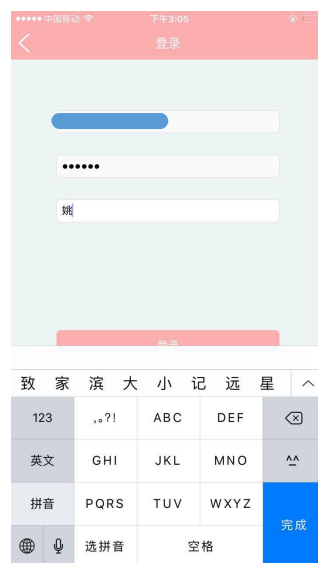 中国移动 下午3:05
登录
●●●●●●
姚
登录
致 家 滨 大 小 记 远 星
123 ,。?! ABC DEF
英文 GHI JKL MNO ^^
拼音 PQRS TUV WXYZ
完成
选拼音 空格